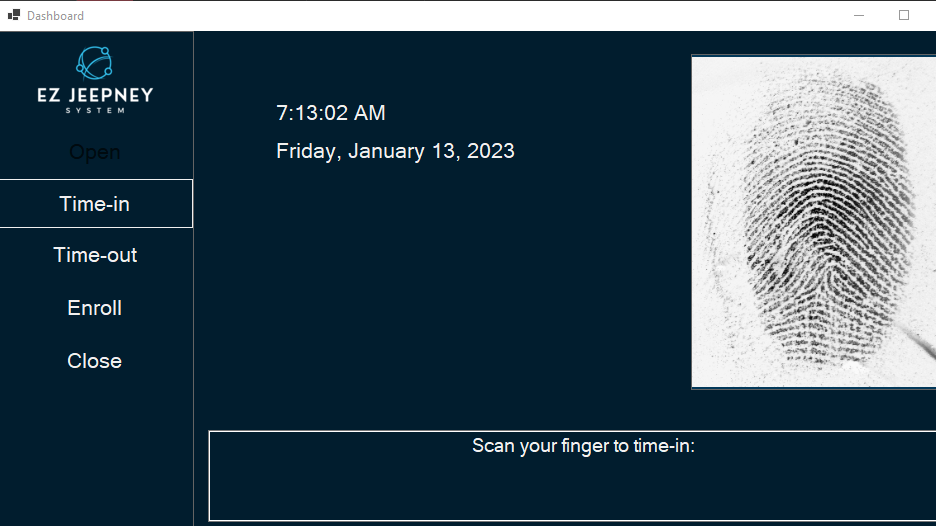 Dashboard
EZ JEEPNEY
SYSTEM
Open
Time-in
Time-out
Enroll
Close
7:13:02 AM
Friday, January 13, 2023
Scan your finger to time-in: